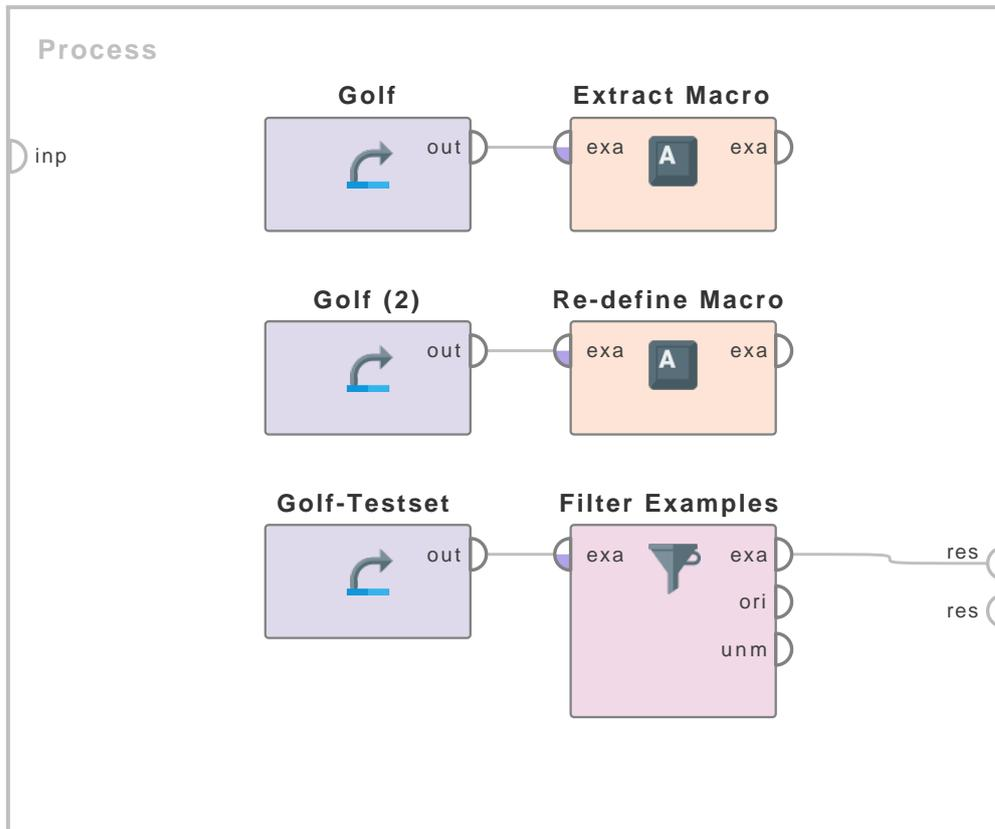 Process
inp
Golf
out
Extract Macro
exa A exa
Golf (2)
out
Re-define Macro
exa A exa
Golf-Testset
out
Filter Examples
exa exa
ori
unm
res
res